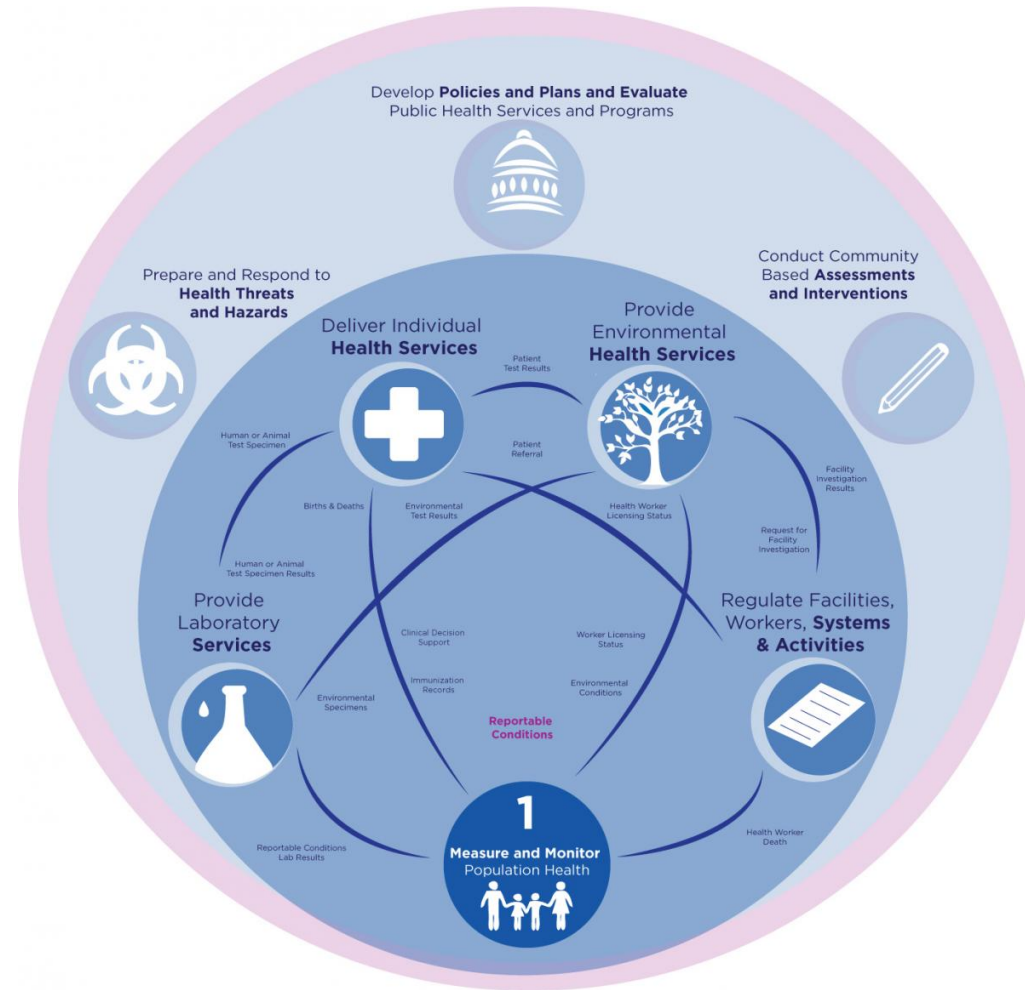 Develop Policies and Plans and Evaluate
Public Health Services and Programs
Prepare and Respond to
Health Threats
and Hazards
Conduct Community
Based Assessments
and Interventions
Deliver Individual
Health Services
Provide
Environmental
Health Services
Patient
Test Results
Human or Animal
Test Specimen
Patient
Referral
Facility
Investigation
Results
Births & Deaths
Environmental
Test Results
Health Worker
Licensing Status
Request for
Facility
Investigation
Human or Animal
Test Specimen Results
Provide
Laboratory
Services
Regulate Facilities,
Workers, Systems
& Activities
Clinical Decision
Support
Worker Licensing
Status
Immunization
Records
Environmental
Conditions
Environmental
Specimens
Reportable
Conditions
1
Measure and Monitor
Population Health
Reportable Conditions
Lab Results
Health Worker
Death